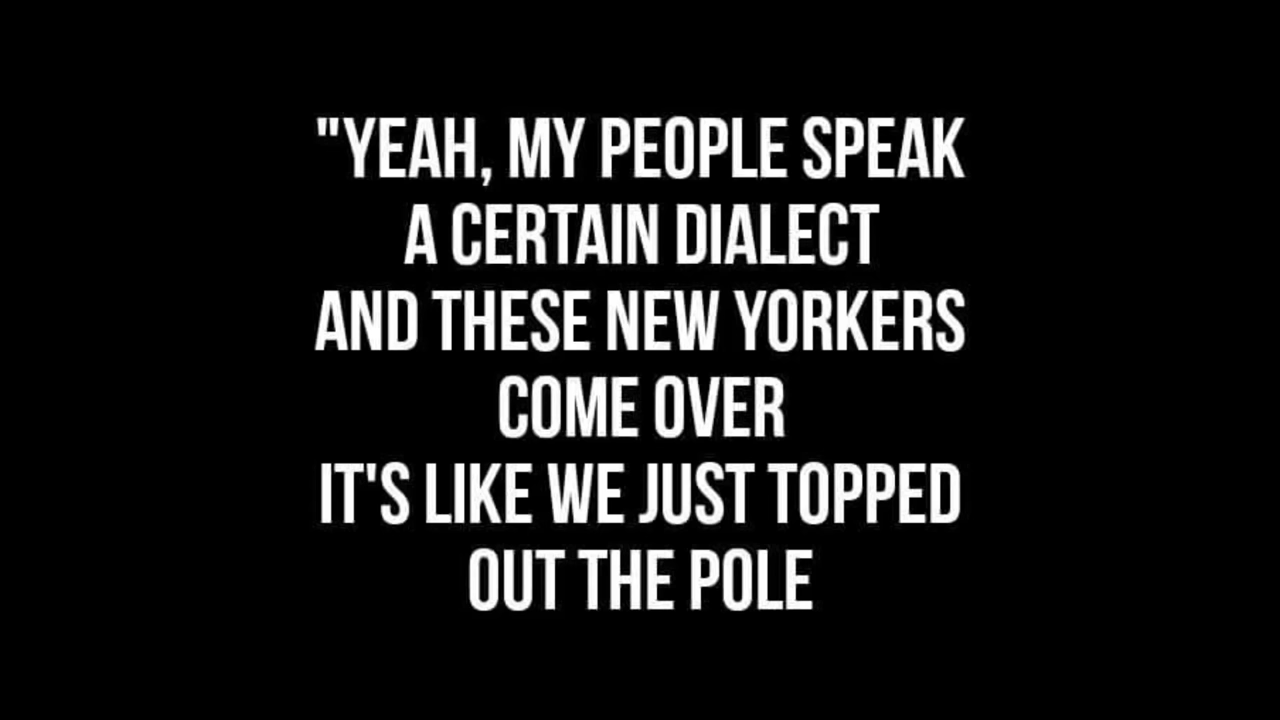 "YEAH, MY PEOPLE SPEAK
A CERTAIN DIALECT
AND THESE NEW YORKERS
COME OVER
IT'S LIKE WE JUST TOPPED
OUT THE POLE